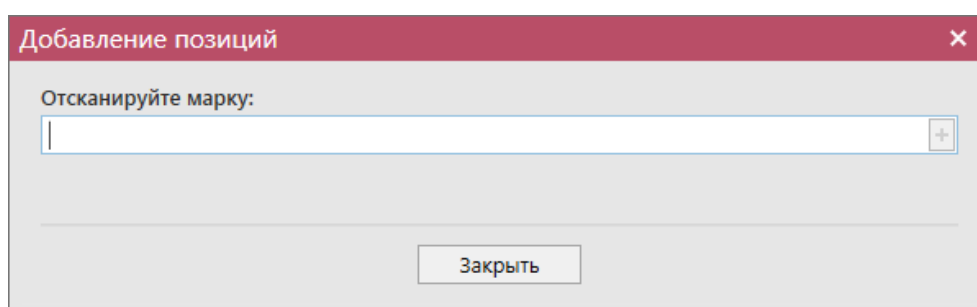 Добавление позиций
Отсканируйте марку:
Закрыть